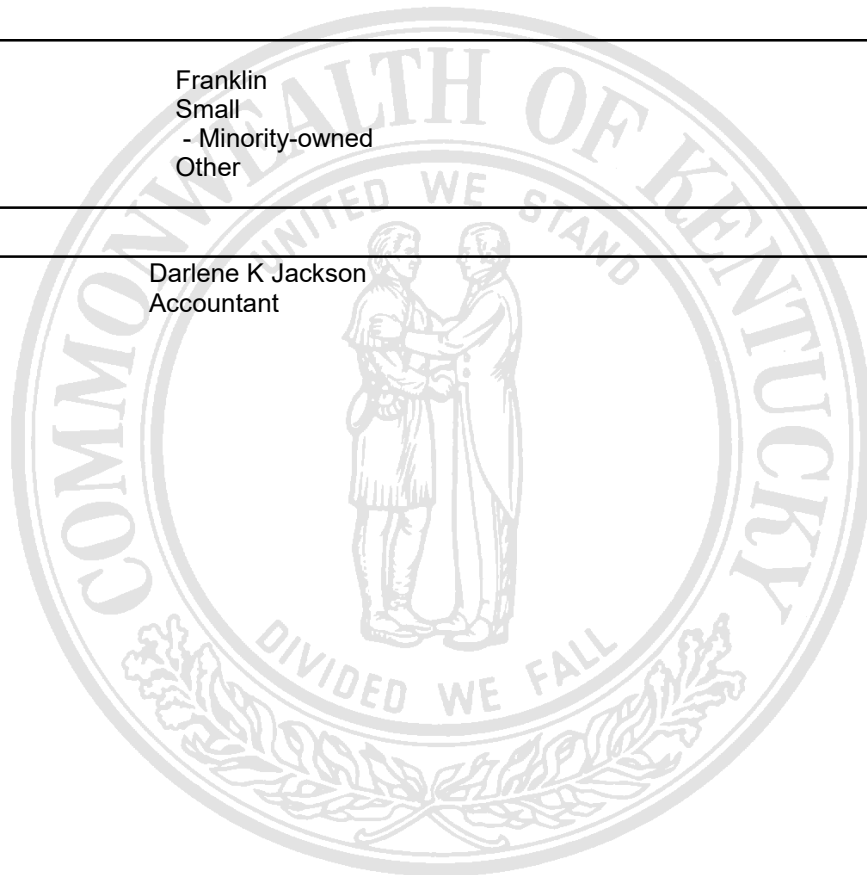 Franklin
Small
- Minority-owned
Other
Darlene K Jackson
Accountant
COMMONWEALTH OF KENTUCKY
UNITED WE STAND
DIVIDED WE FALL